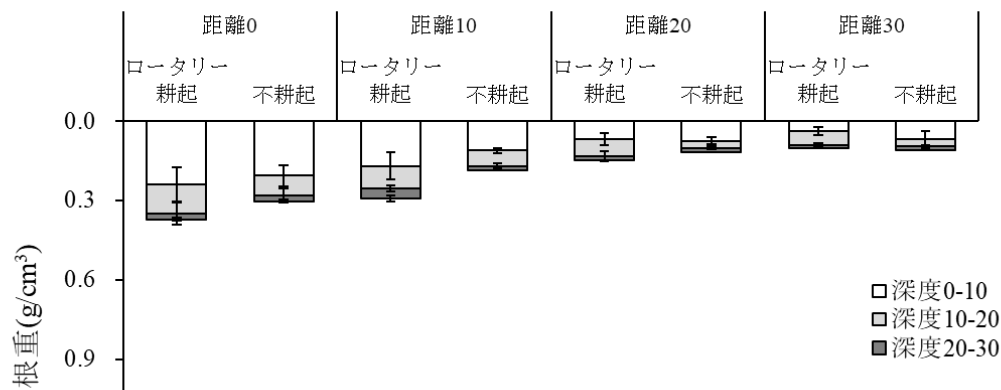 距離0 距離10 距離20 距離30
ロータリー耕起 不耕起 ロータリー耕起 不耕起 ロータリー耕起 不耕起 ロータリー耕起 不耕起
0.0
0.3
0.6
0.9
根重(g/cm³)
深度0-10
深度10-20
深度20-30